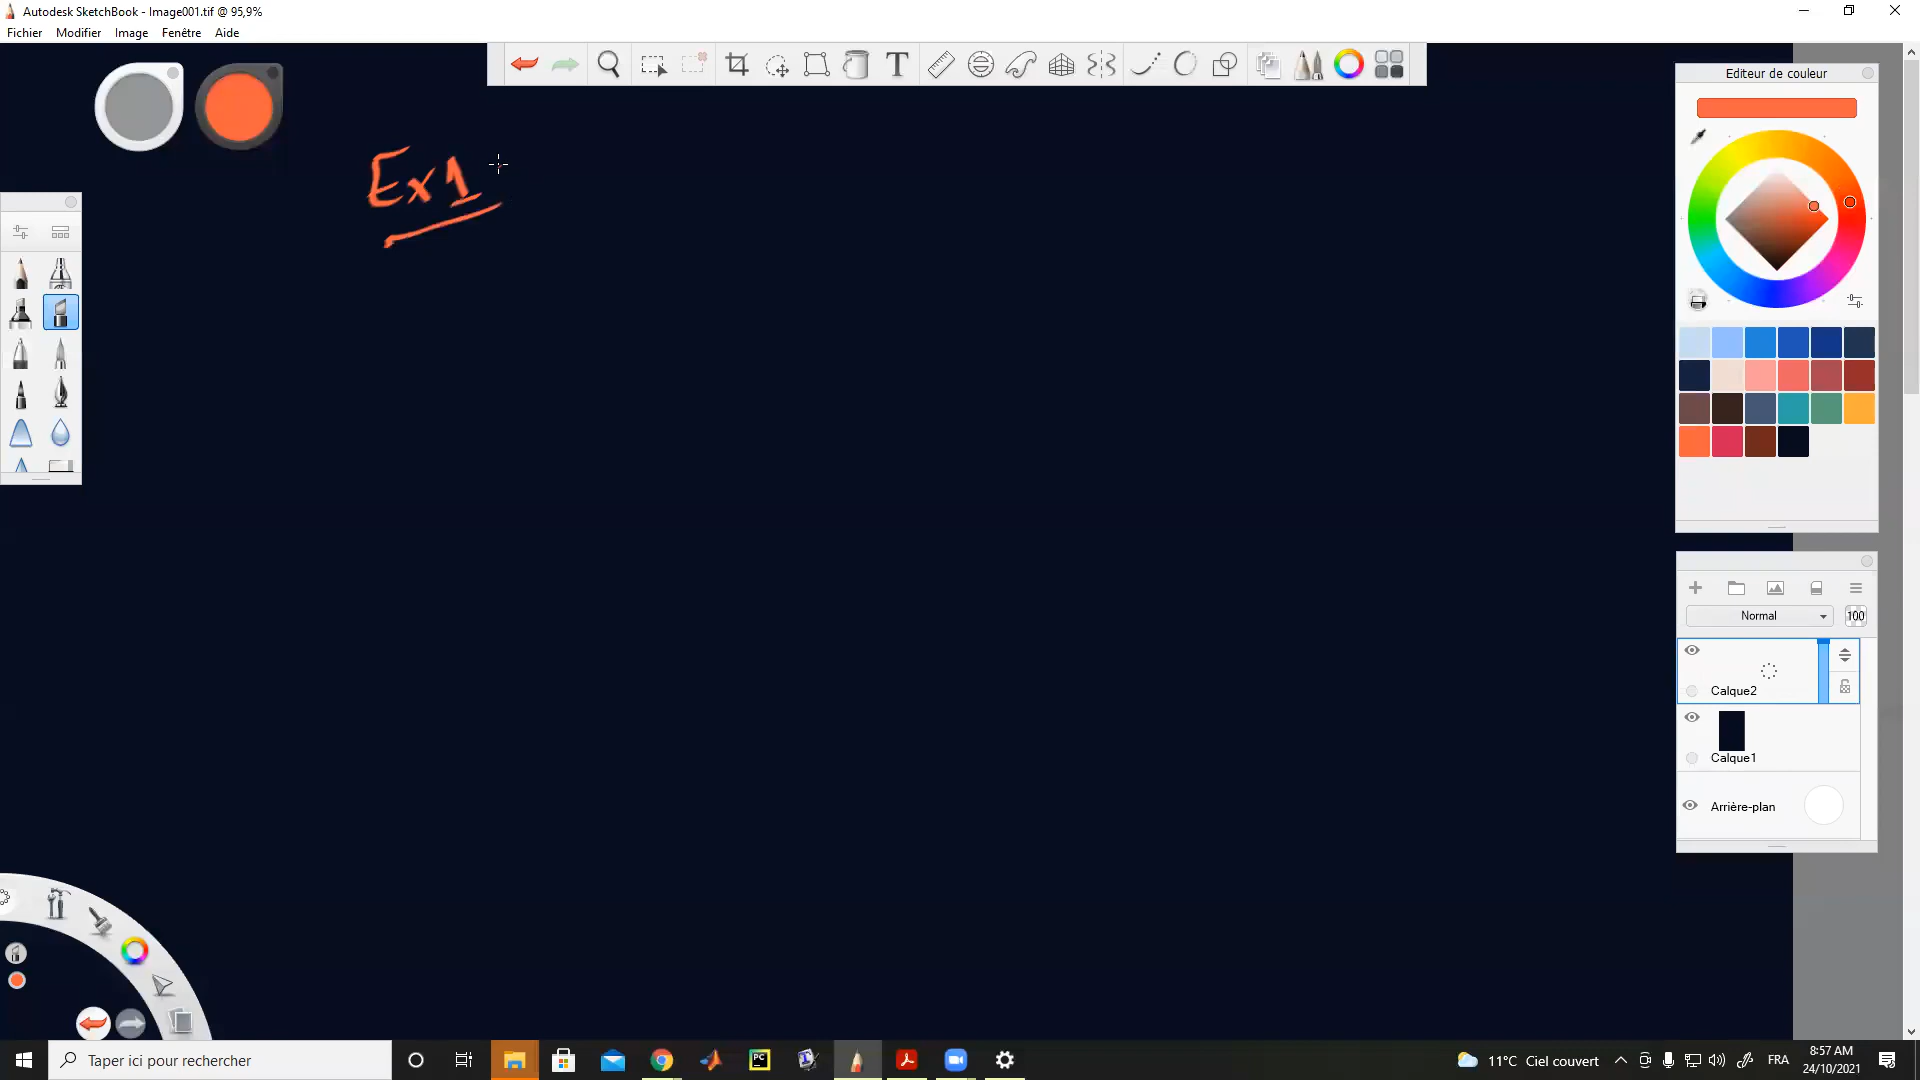 Autodesk SketchBook - Image001.tif @ 95,9%
Fichier Modifier Image Fenêtre Aide
Editeur de couleur
Ex1
Normal 100
Calque2
Calque1
Arrière-plan
Taper ici pour rechercher
PC
11°C Ciel couvert
FRA
8:57 AM
24/10/2021